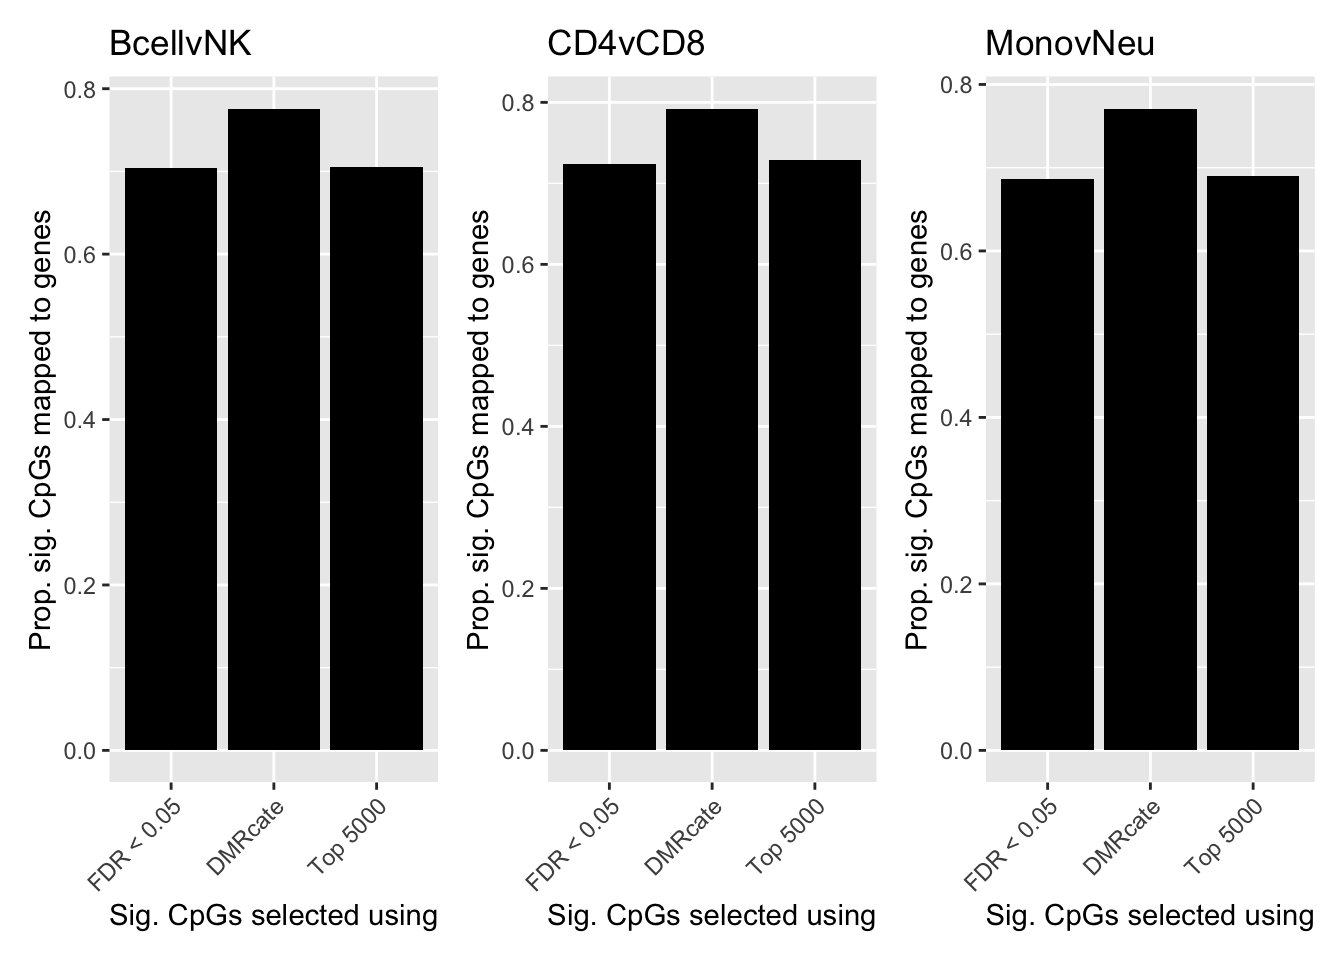 BcellvNK
Prop. sig. CpGs mapped to genes
0.8
0.6
0.4
0.2
0.0
FDR < 0.05
DMRcate
Top 5000
Sig. CpGs selected using
CD4vCD8
Prop. sig. CpGs mapped to genes
0.8
0.6
0.4
0.2
0.0
FDR < 0.05
DMRcate
Top 5000
Sig. CpGs selected using
MonovNeu
Prop. sig. CpGs mapped to genes
0.8
0.6
0.4
0.2
0.0
FDR < 0.05
DMRcate
Top 5000
Sig. CpGs selected using